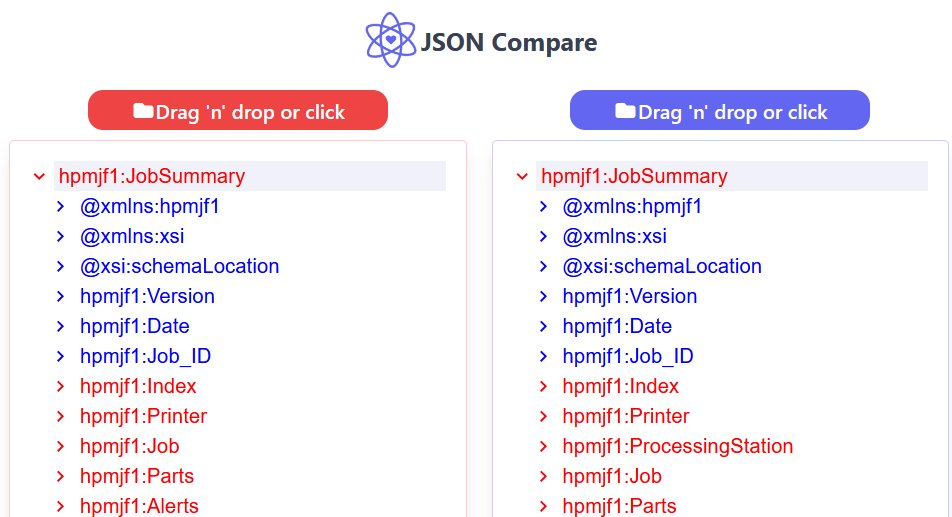 JSON Compare
Drag 'n' drop or click
Drag 'n' drop or click
hpmjf1:JobSummary
@xmlns:hpmjf1
@xmlns:xsi
@xsi:schemaLocation
hpmjf1:Version
hpmjf1:Date
hpmjf1:Job_ID
hpmjf1:Index
hpmjf1:Printer
hpmjf1:Job
hpmjf1:Parts
hpmjf1:Alerts
hpmjf1:JobSummary
@xmlns:hpmjf1
@xmlns:xsi
@xsi:schemaLocation
hpmjf1:Version
hpmjf1:Date
hpmjf1:Job_ID
hpmjf1:Index
hpmjf1:Printer
hpmjf1:ProcessingStation
hpmjf1:Job
hpmjf1:Parts